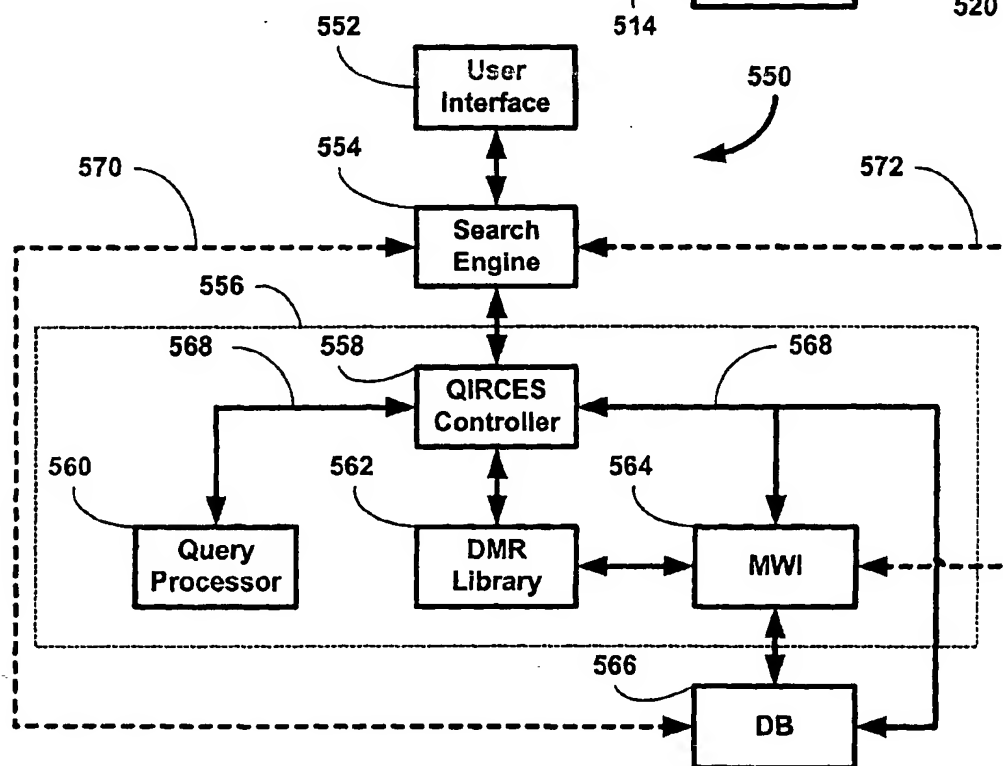 514
520
552
User
Interface
550
554
570
572
Search
Engine
556
568
558
568
QIRCES
Controller
560
562
564
Query
Processor
DMR
Library
MWI
566
DB